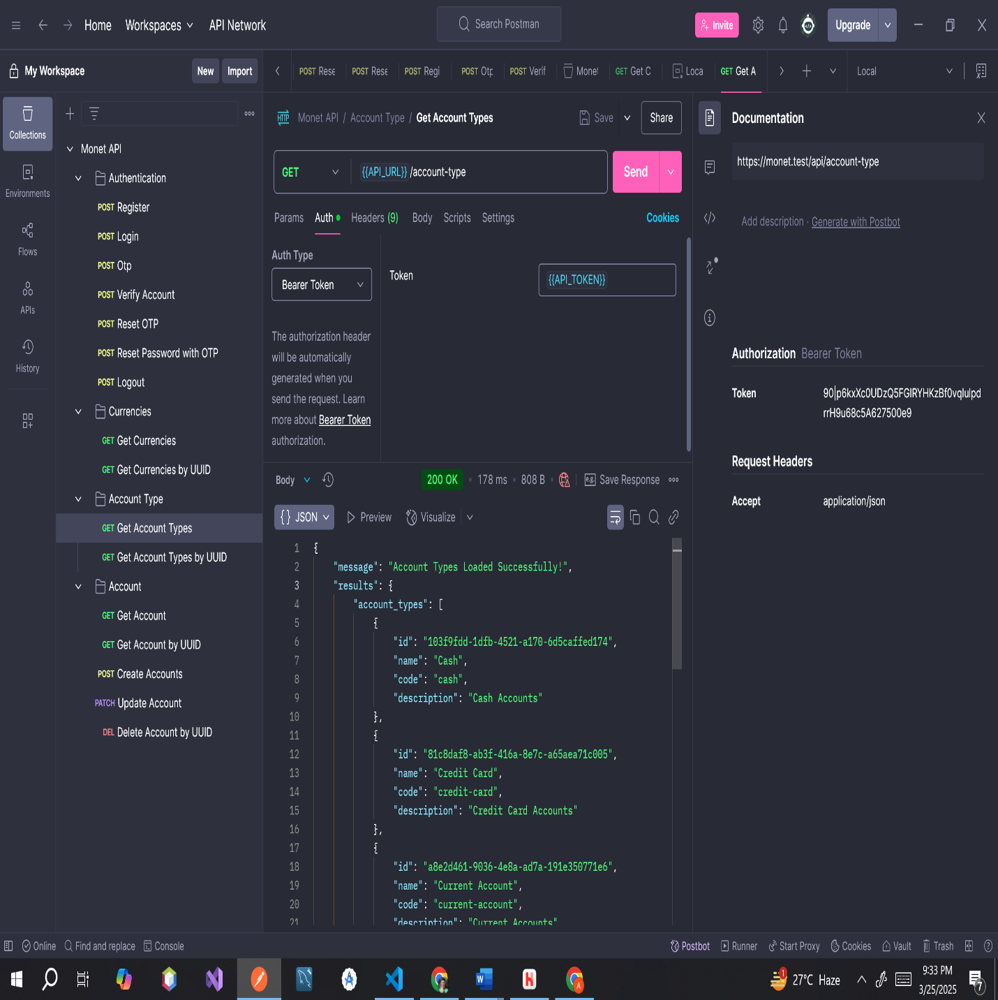 Home
Workspaces
API Network
Search Postman
Invite
Upgrade
My Workspace
New
Import
POST Rese
POST Rese
POST Regi
POST Otp
POST Verif
Monet
GET Get C
Loca
GET Get A
Local
Collections
Environments
Flows
APIs
History
Monet API
Authentication
POST Register
POST Login
POST Otp
POST Verify Account
POST Reset OTP
POST Reset Password with OTP
POST Logout
Currencies
GET Get Currencies
GET Get Currencies by UUID
Account Type
GET Get Account Types
GET Get Account Types by UUID
Account
GET Get Account
GET Get Account by UUID
POST Create Accounts
PATCH Update Account
DEL Delete Account by UUID
HTTP Monet API / Account Type / Get Account Types
Save
Share
GET
{{API_URL}} /account-type
Send
Params
Auth
Headers (9)
Body
Scripts
Settings
Cookies
Auth Type
Bearer Token
The authorization header
will be automatically
generated when you
send the request. Learn
more about Bearer Token
authorization.
Token
{{API_TOKEN}}
Body
200 OK • 178 ms • 808 B •
e.g. Save Response
{} JSON
Preview
Visualize
1 {
2 "message": "Account Types Loaded Successfully!",
3 "results": {
4 "account_types": [
5 {
6 "id": "103f9fdd-1dfb-4521-a170-6d5caffed174",
7 "name": "Cash",
8 "code": "cash",
9 "description": "Cash Accounts"
10 },
11 {
12 "id": "81c8daf8-ab3f-416a-8e7c-a65aea71c005",
13 "name": "Credit Card",
14 "code": "credit-card",
15 "description": "Credit Card Accounts"
16 },
17 {
18 "id": "a8e2d461-9036-4e8a-ad7a-191e350771e6",
19 "name": "Current Account",
20 "code": "current-account",
21 "description": "Current Accounts"
Documentation
https://monet.test/api/account-type
Add description · Generate with Postbot
Authorization Bearer Token
Token
90|p6kxXc0UDzQ5FGIRYHKzBf0vqIulpd
rrH9u68c5A627500e9
Request Headers
Accept
application/json
Online
Find and replace
Console
Postbot
Runner
Start Proxy
Cookies
Vault
Trash
1
27°C Haze
9:33 PM
3/25/2025
7